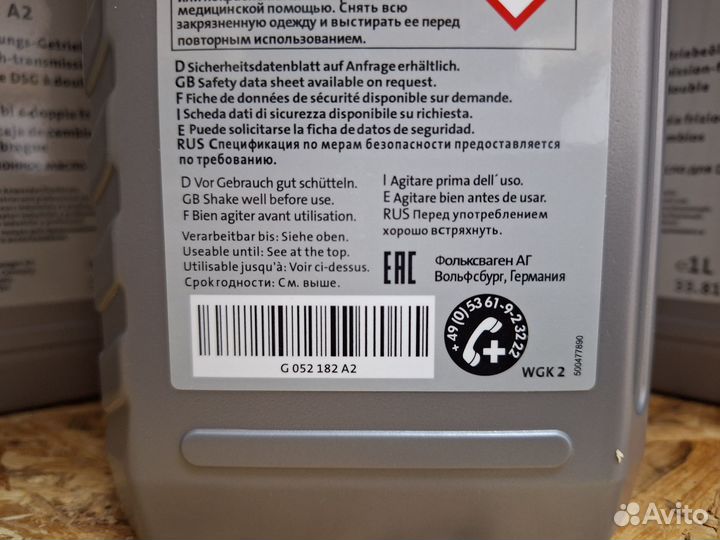 медицинской помощью. Снять всю
загрязненную одежду и выстирать ее перед
повторным использованием.
D Sicherheitsdatenblatt auf Anfrage erhältlich.
GB Safety data sheet available on request.
F Fiche de données de sécurité disponible sur demande.
I Scheda dati di sicurezza disponibile su richiesta.
E Puede solicitarse la ficha de datos de seguridad.
RUS Спецификация по мерам безопасности предоставляется
по требованию.
D Vor Gebrauch gut schütteln.
GB Shake well before use.
F Bien agiter avant utilisation.
I Agitare prima dell´uso.
E Agitare bien antes de usar.
RUS Перед употреблением
хорошо встряхнуть.
Verarbeitbar bis: Siehe oben.
Useable until: See at the top.
Utilisable jusqu'à: Voir ci-dessus.
Срок годности: См. выше.
EAC
Фольксваген АГ
Вольфсбург, Германия
+49(0)5361-9-23222
G 052 182 A2
WGK 2
500477890
A2
Avito